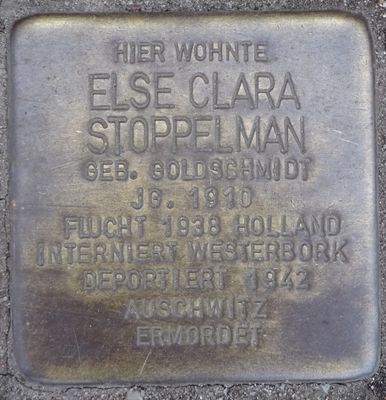 HIER WOHNTE
ELSE CLARA
STOPPELMAN
GEB. GOLDSCHMIDT
JG. 1910
FLUCHT 1938 HOLLAND
INTERNIERT WESTERBORK
DEPORTIERT 1942
AUSCHWITZ
ERMORDET